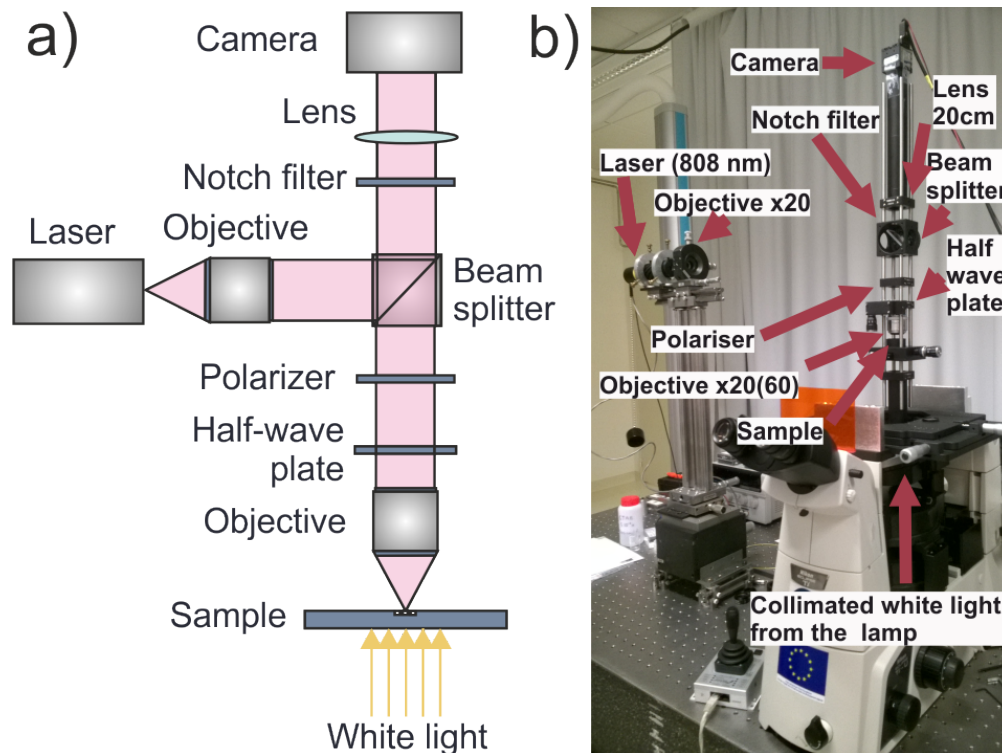 a)
Camera
Lens
Notch filter
Laser
Objective
Beam
splitter
Polarizer
Half-wave
plate
Objective
Sample
White light
b)
Camera
Lens
20cm
Notch filter
Beam
splitter
Laser (808 nm)
Objective x20
Half
wave
plate
Polariser
Objective x20(60)
Sample
Collimated white light
from the lamp